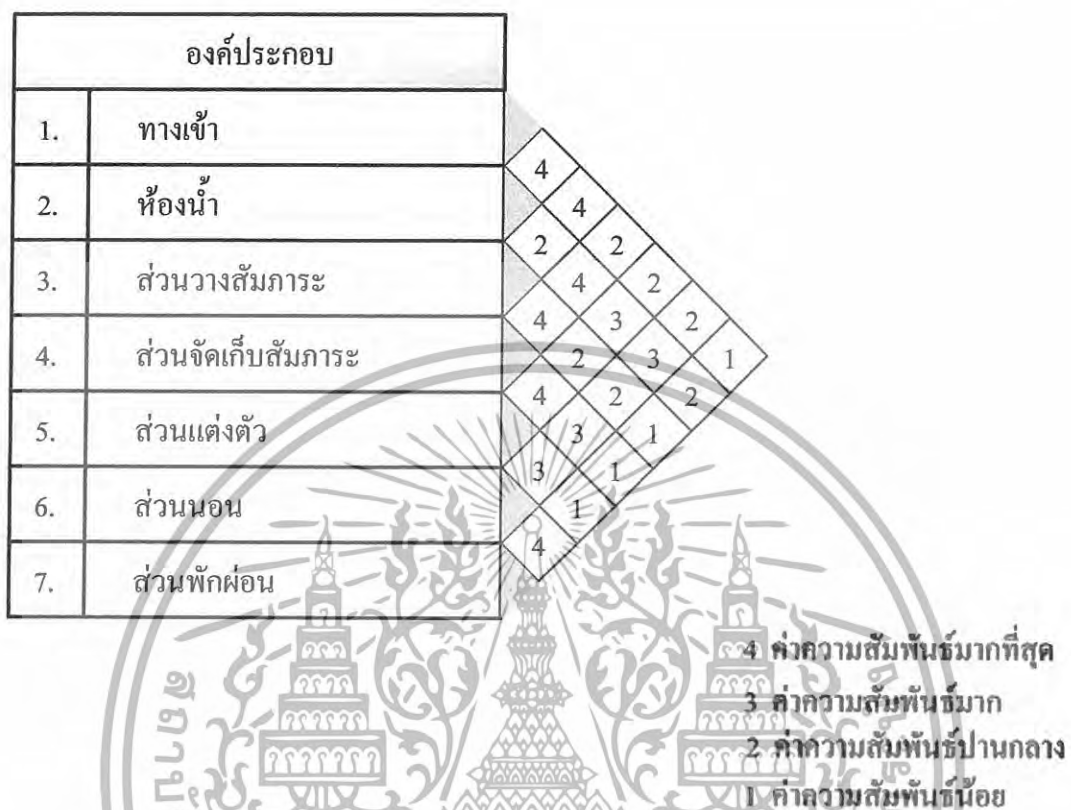 องค์ประกอบ
1. ทางเข้า
2. ห้องน้ำ
3. ส่วนวางสัมภาระ
4. ส่วนจัดเก็บสัมภาระ
5. ส่วนแต่งตัว
6. ส่วนนอน
7. ส่วนพักผ่อน
4
4
2 2
4 2
4 3 2
2 3 1
4 2 2
3 1
3 1
1
4
4 ค่าความสัมพันธ์มากที่สุด
3 ค่าความสัมพันธ์มาก
2 ค่าความสัมพันธ์ปานกลาง
1 ค่าความสัมพันธ์น้อย